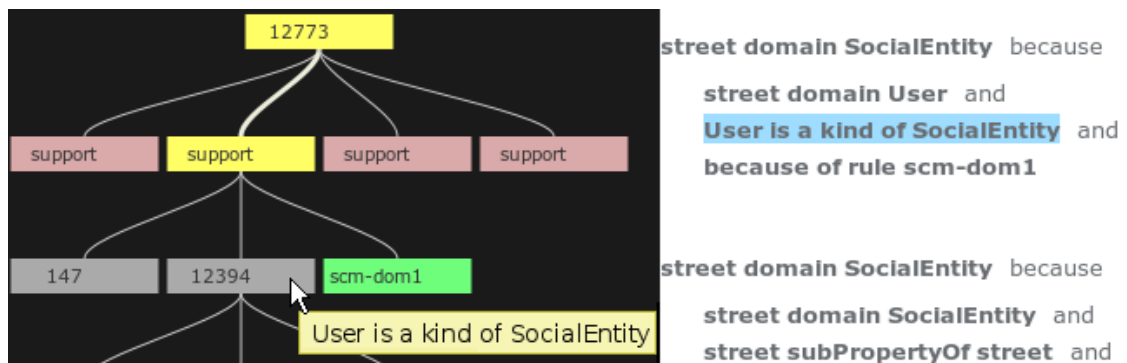 12773
support support support support
147 12394 scm-dom1
User is a kind of SocialEntity
street domain SocialEntity because
street domain User and
User is a kind of SocialEntity and
because of rule scm-dom1
street domain SocialEntity because
street domain SocialEntity and
street subPropertyOf street and